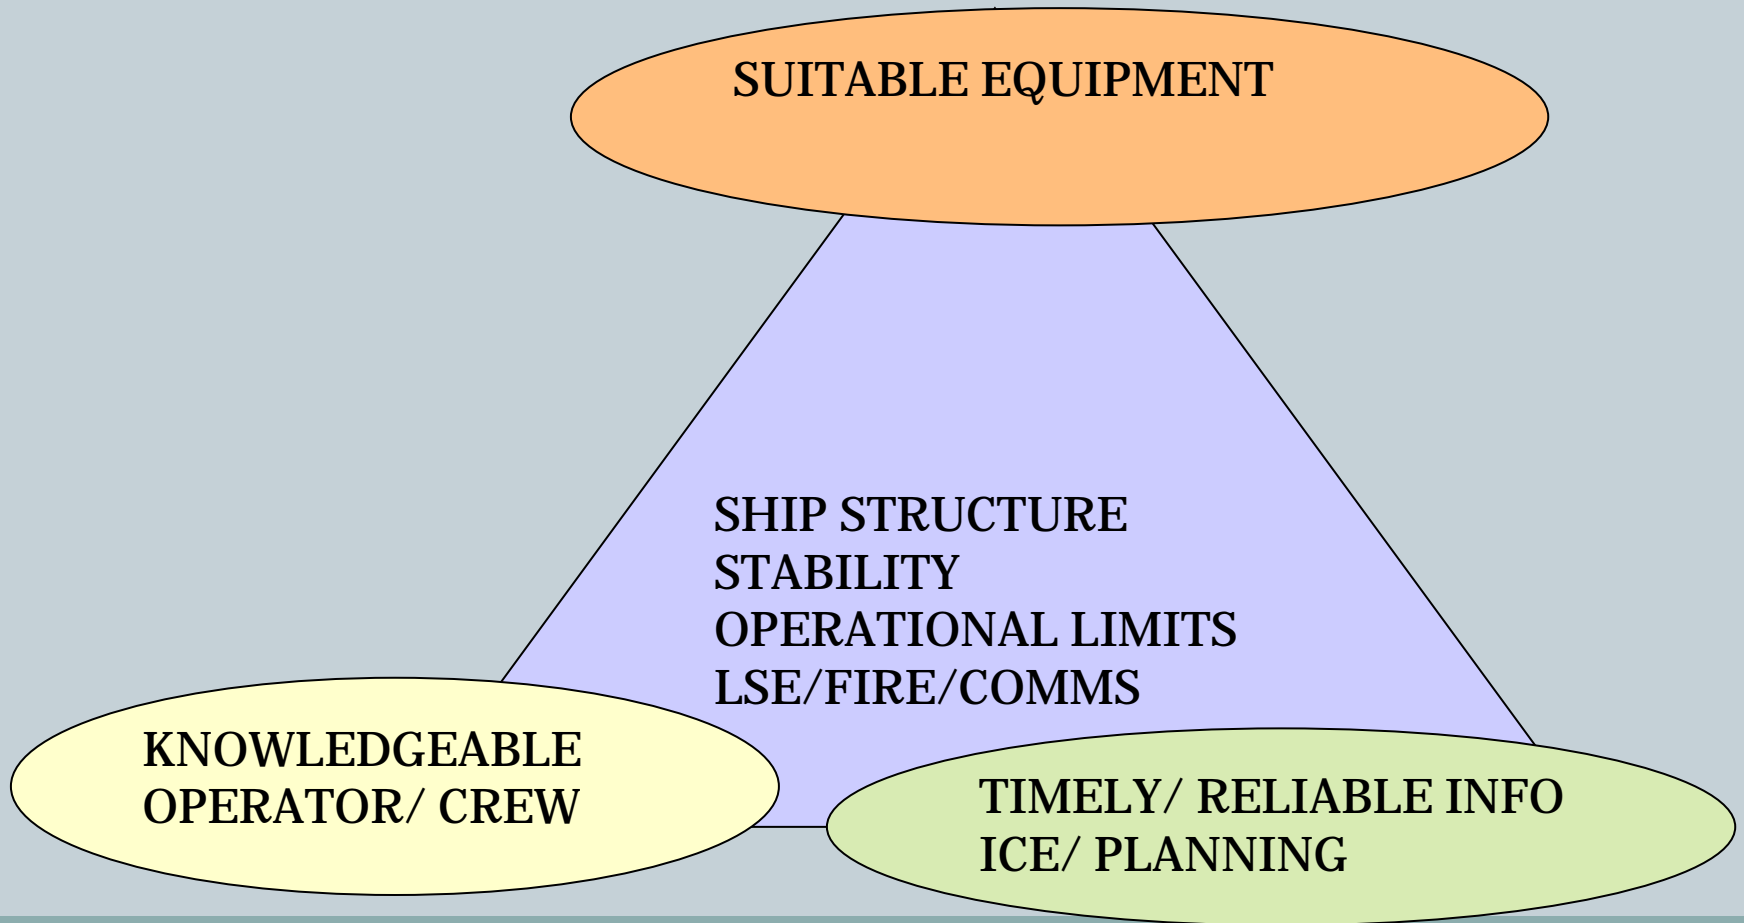 SUITABLE EQUIPMENT
SHIP STRUCTURE
STABILITY
OPERATIONAL LIMITS
LSE/FIRE/COMMS
KNOWLEDGEABLE
OPERATOR/ CREW
TIMELY/ RELIABLE INFO
ICE/ PLANNING